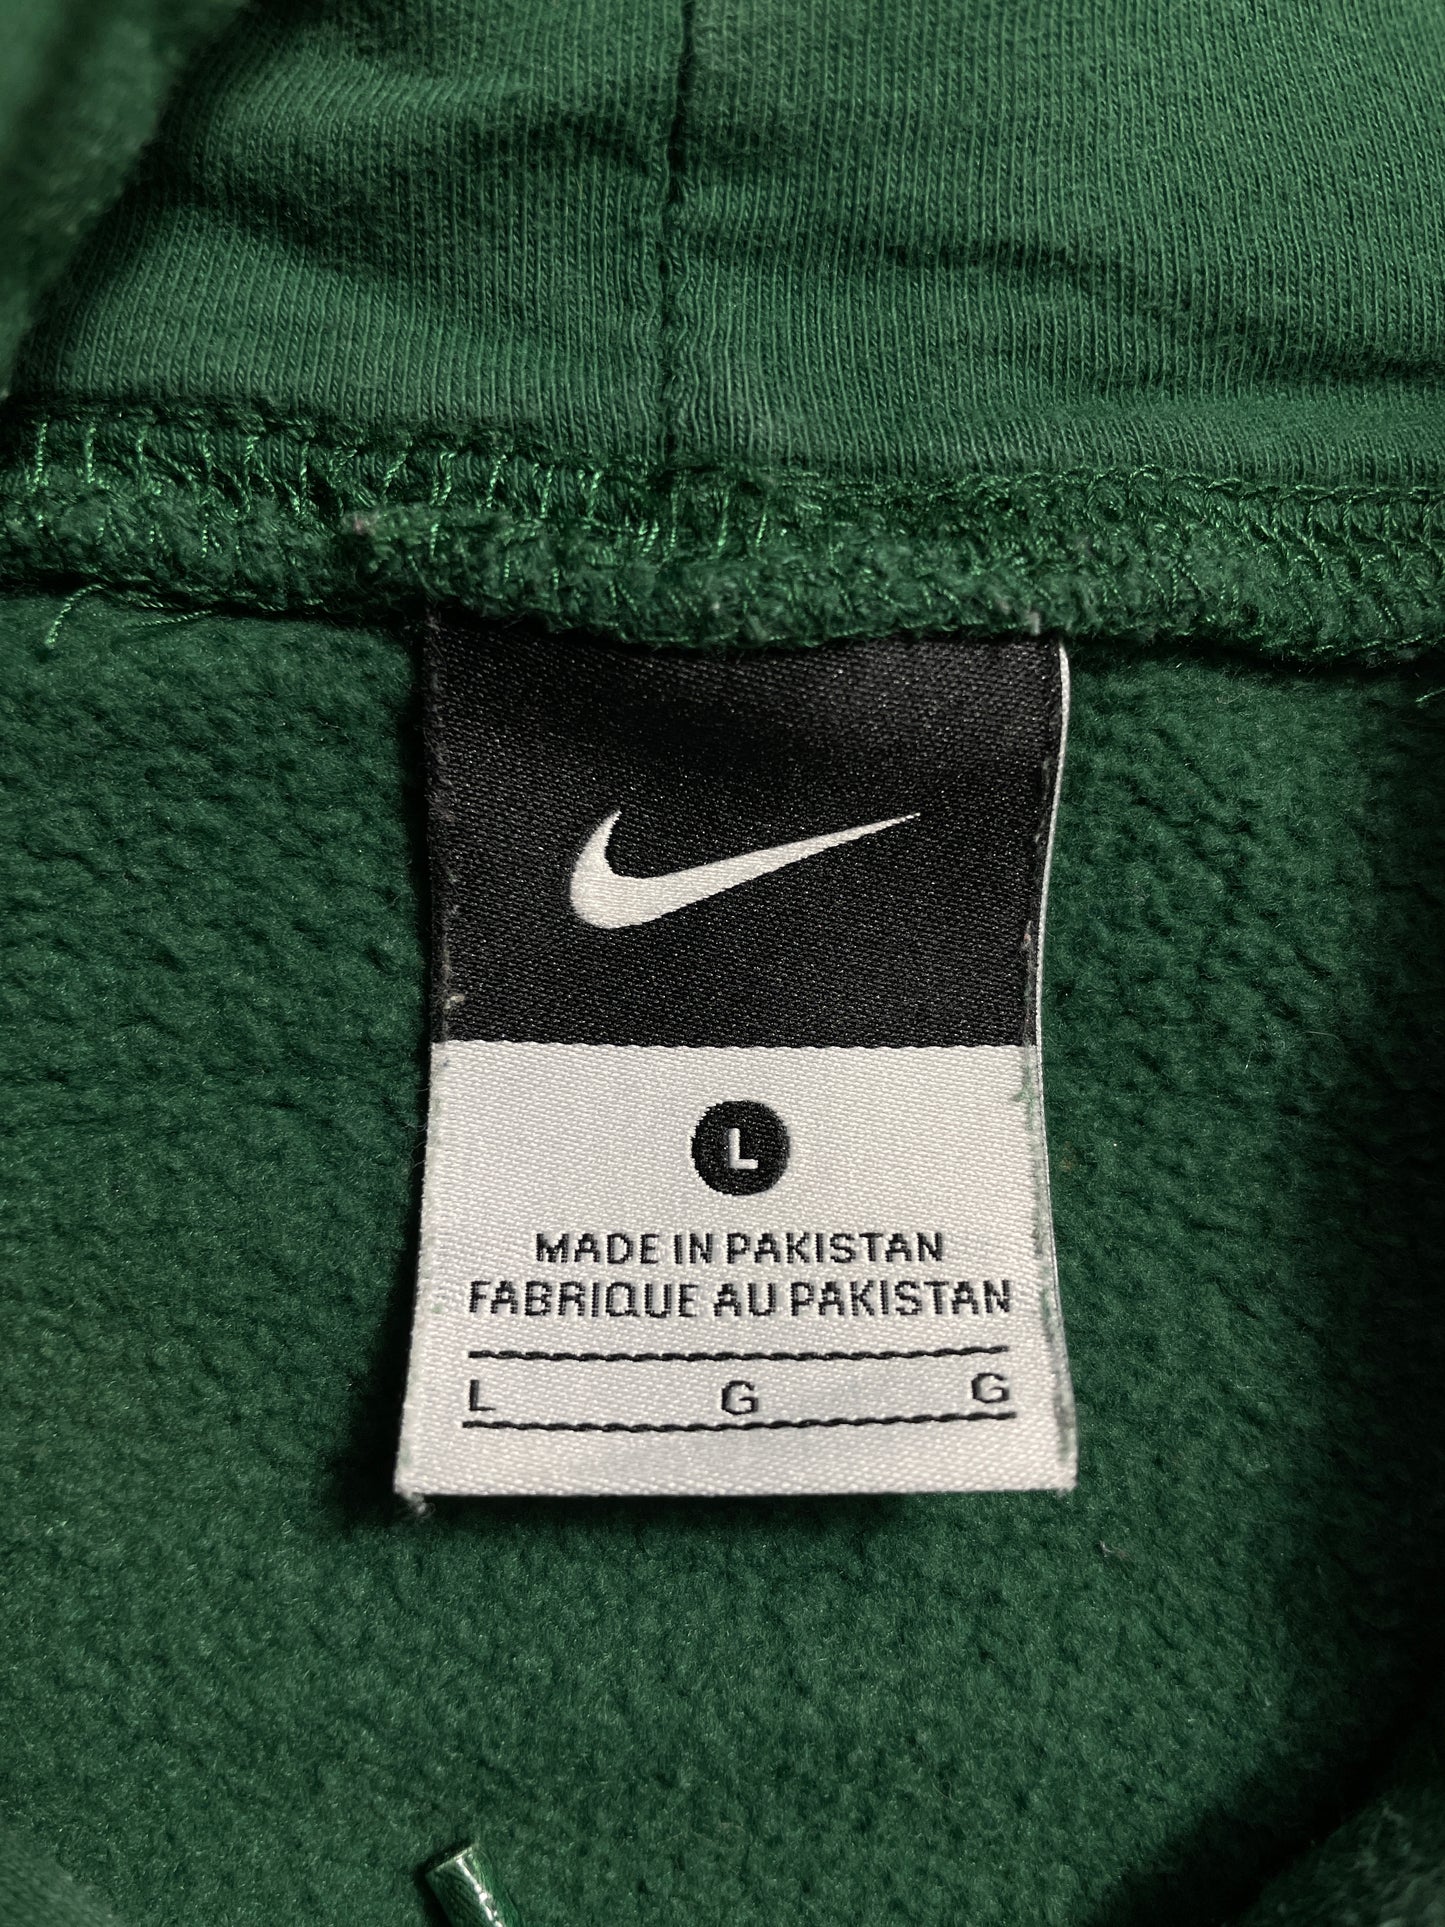 L
MADE IN PAKISTAN
FABRIQUE AU PAKISTAN
L G G